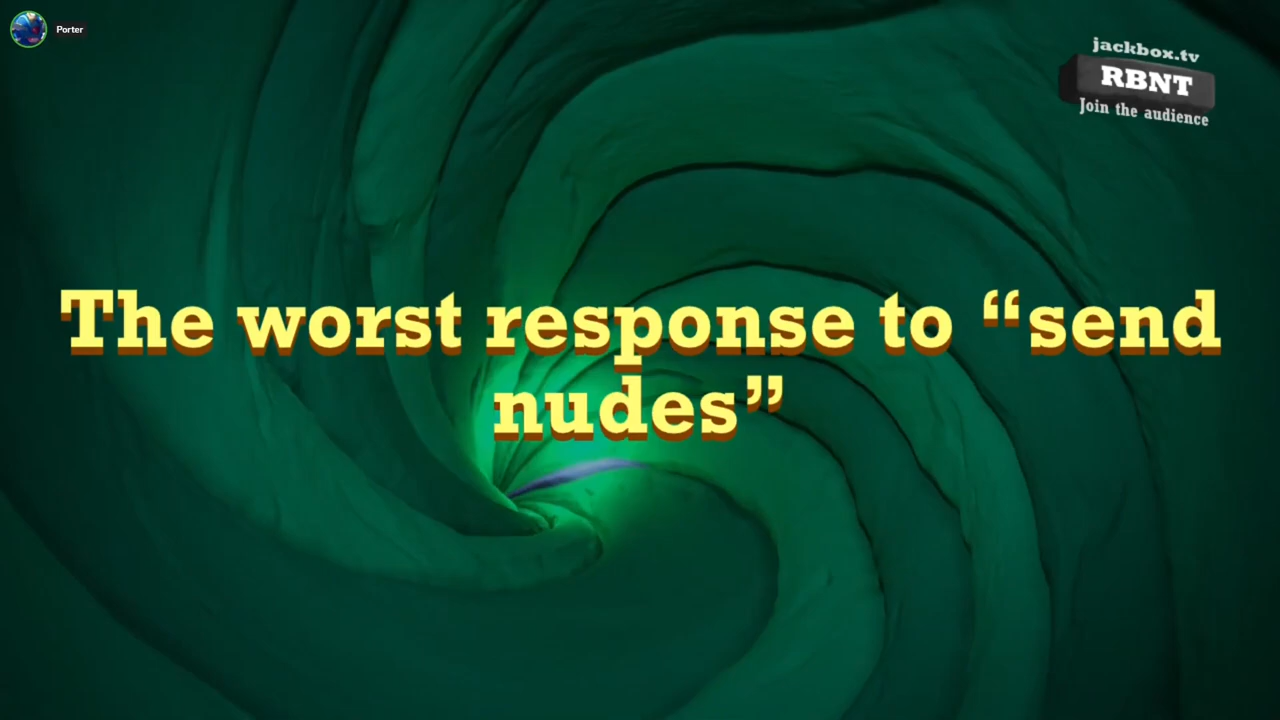 Porter
jackbox.tv
RBNT
Join the audience
The worst response to “send
nudes”